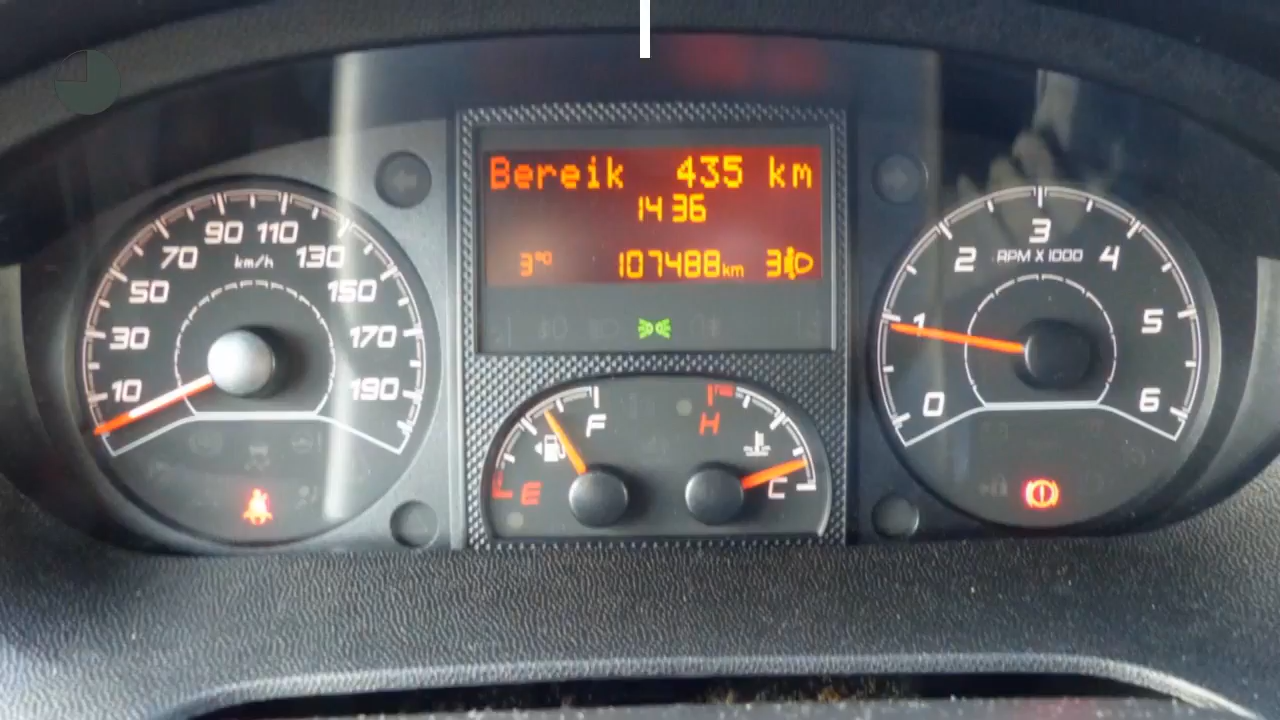 Bereik 435 km
14 36
3ºº 107488 km 3
90 110
70 130
km/h
50 150
30 170
10 190
F
E
H
C
3
2 4
RPM X 1000
1 5
0 6